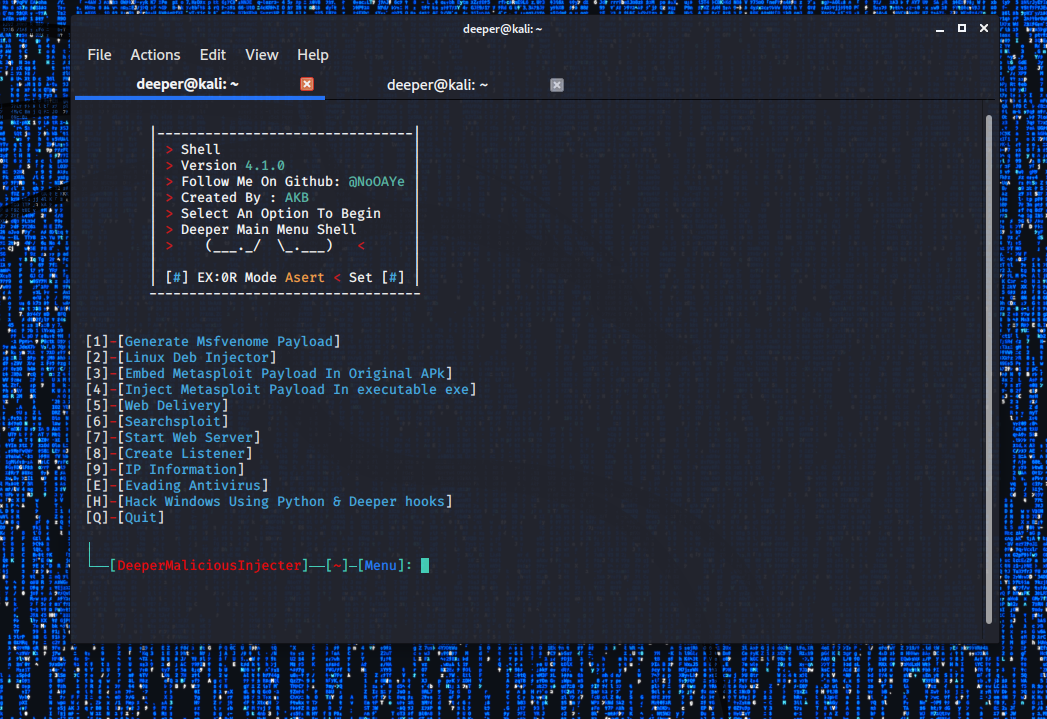 deeper@kali: ~
File Actions Edit View Help
deeper@kali: ~ deeper@kali: ~
|--------------------------------|
> Shell
> Version 4.1.0
> Follow Me On Github: @NoOAYe
> Created By : AKB
> Select An Option To Begin
> Deeper Main Menu Shell
> (___._/ \_.___) <
[#] EX:0R Mode Asert < Set [#]
----------------------------------
[1]-[Generate Msfvenome Payload]
[2]-[Linux Deb Injector]
[3]-[Embed Metasploit Payload In Original APk]
[4]-[Inject Metasploit Payload In executable exe]
[5]-[Web Delivery]
[6]-[Searchsploit]
[7]-[Start Web Server]
[8]-[Create Listener]
[9]-[IP Information]
[E]-[Evading Antivirus]
[H]-[Hack Windows Using Python & Deeper hooks]
[Q]-[Quit]
└──[DeeperMaliciousInjecter]──[~]─[Menu]: